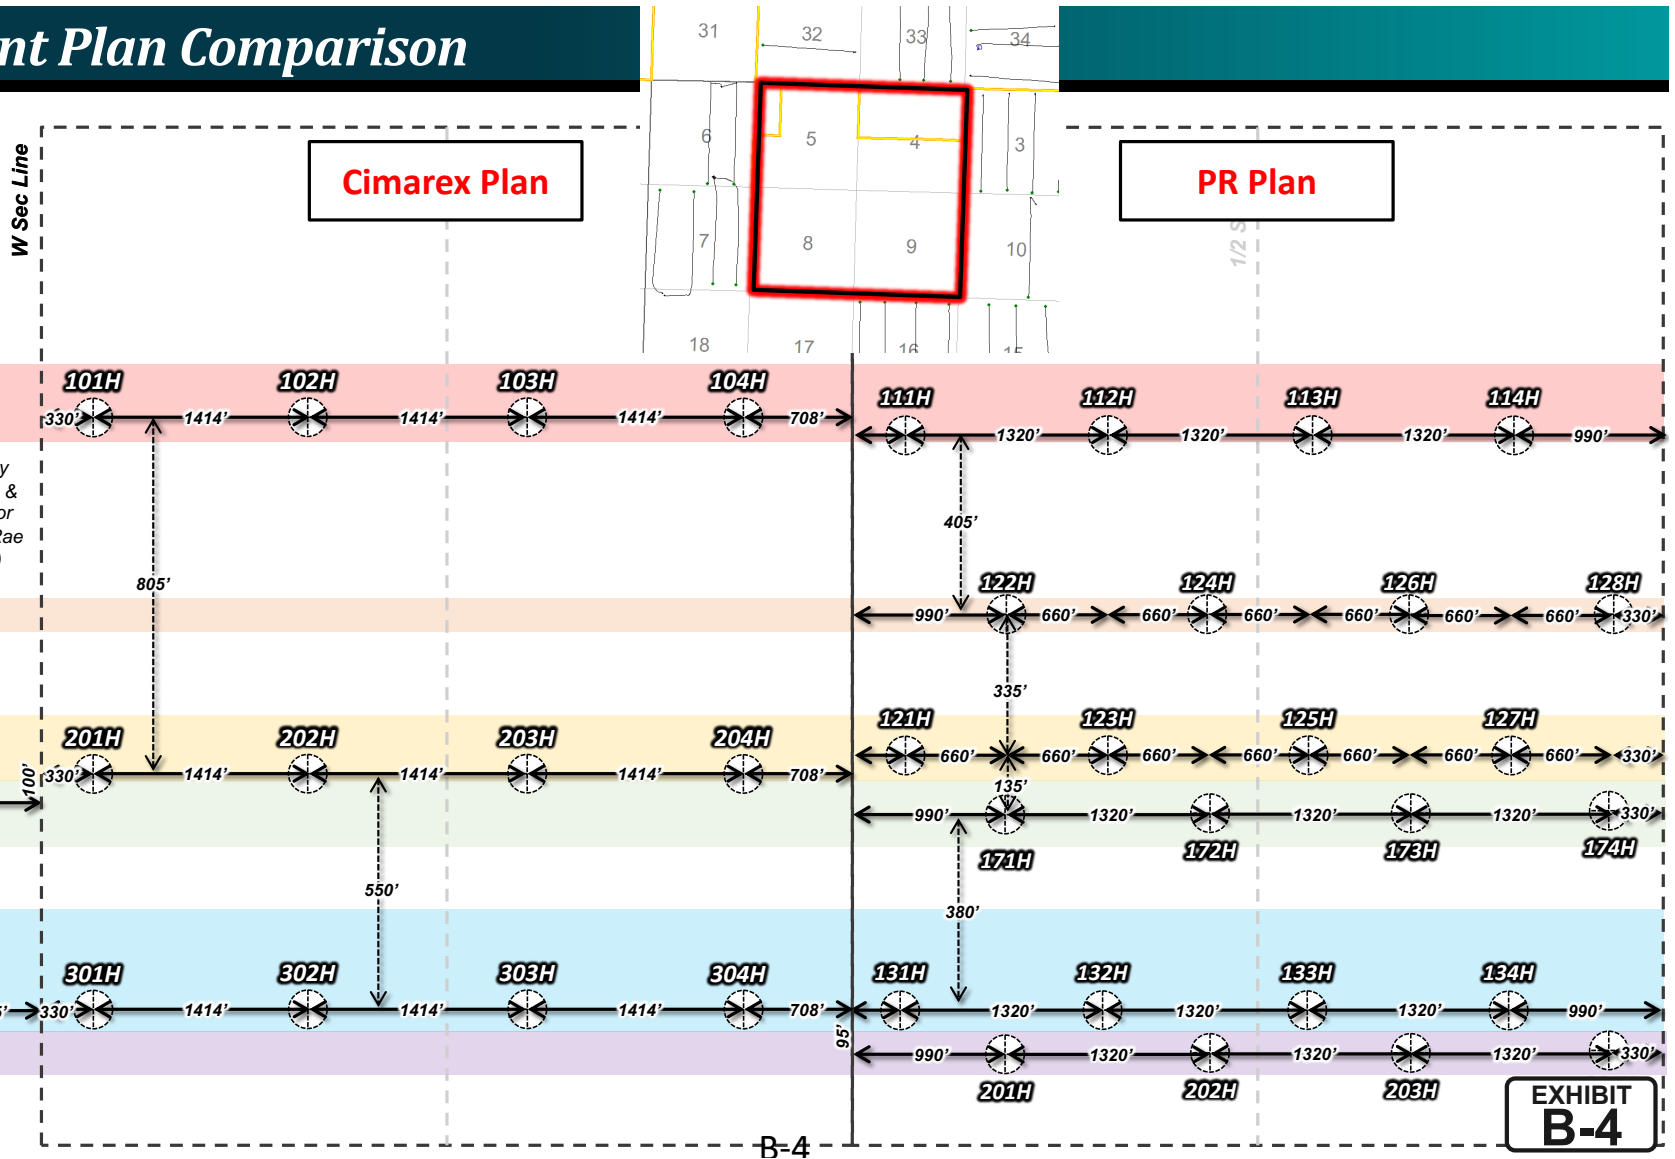 nt Plan Comparison
31 32 33 34
6 5 4 3
7 8 9 10
18 17 16 15
W Sec Line
Cimarex Plan
PR Plan
1/2 S
101H 102H 103H 104H
330' 1414' 1414' 1414' 708'
111H 112H 113H 114H
1320' 1320' 1320' 990'
y
&
or
Rae
)
805'
405'
122H 124H 126H 128H
990' 660' 660' 660' 660' 660' 660' 330'
335'
201H 202H 203H 204H
330' 1414' 1414' 1414' 708'
100'
121H 123H 125H 127H
660' 660' 660' 660' 660' 660' 660' 330'
135'
990' 1320' 1320' 1320' 330'
171H 172H 173H 174H
550'
380'
301H 302H 303H 304H
330' 1414' 1414' 1414' 708'
131H 132H 133H 134H
1320' 1320' 1320' 990'
95'
990' 1320' 1320' 1320' 330'
201H 202H 203H
EXHIBIT
B-4
B-4